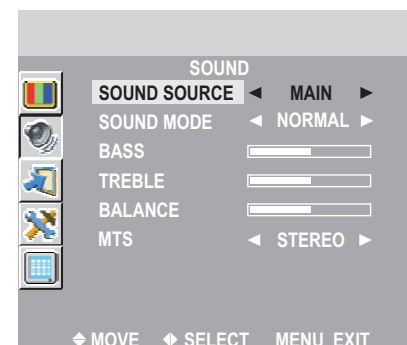 SOUND
SOUND SOURCE ◄ MAIN ►
SOUND MODE ◄ NORMAL ►
BASS
TREBLE
BALANCE
MTS ◄ STEREO ►
MOVE SELECT MENU EXIT